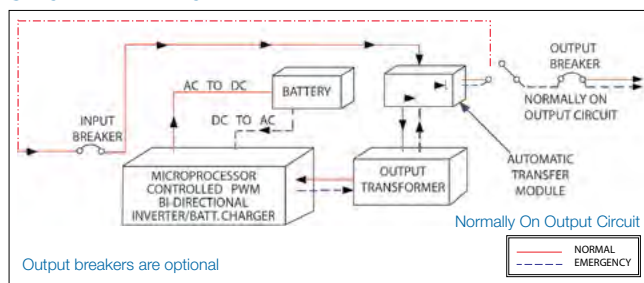 OUTPUT
BREAKER
AC TO DC
BATTERY
NORMALLY ON
OUTPUT CIRCUIT
INPUT
BREAKER
DC TO AC
AUTOMATIC
TRANSFER
MODULE
MICROPROCESSOR
CONTROLLED PWM
BI-DIRECTIONAL
INVERTER/BATT. CHARGER
OUTPUT
TRANSFORMER
Normally On Output Circuit
Output breakers are optional
NORMAL
EMERGENCY